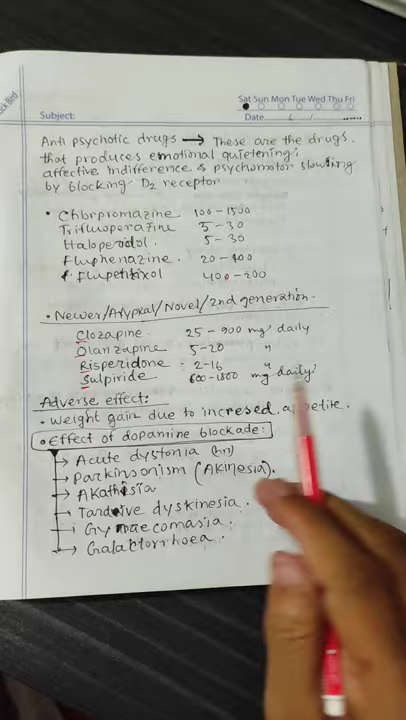 ck Bird
Sat Sun Mon Tue Wed Thu Fri
Subject:
Date
Anti psychotic drugs → These are the drugs.
that produces emotional quietening,
affective indifference & psychomotor slowing
by blocking D2 receptor
• Chlorpromazine 100-1500
Trifluoperazine 5-30
Haloperidol. 5-30
Fluphenazine. 20-400
Flupentixol 400-200
• Newer/Atypical/Novel/2nd generation.
Clozapine. 25-900 mg daily
Olanzapine 5-20 "
Risperidone : 2-16 "
Sulpiride 600-1800 mg daily.
Adverse effect:
• Weight gain due to incresed appetite.
• Effect of dopamine blockade:
→ Acute dystonia (hrs)
→ Parkinsonism (Akinesia).
→ Akathisia
→ Tardive dyskinesia.
→ Gynaecomasia.
→ Galactorrhoea.